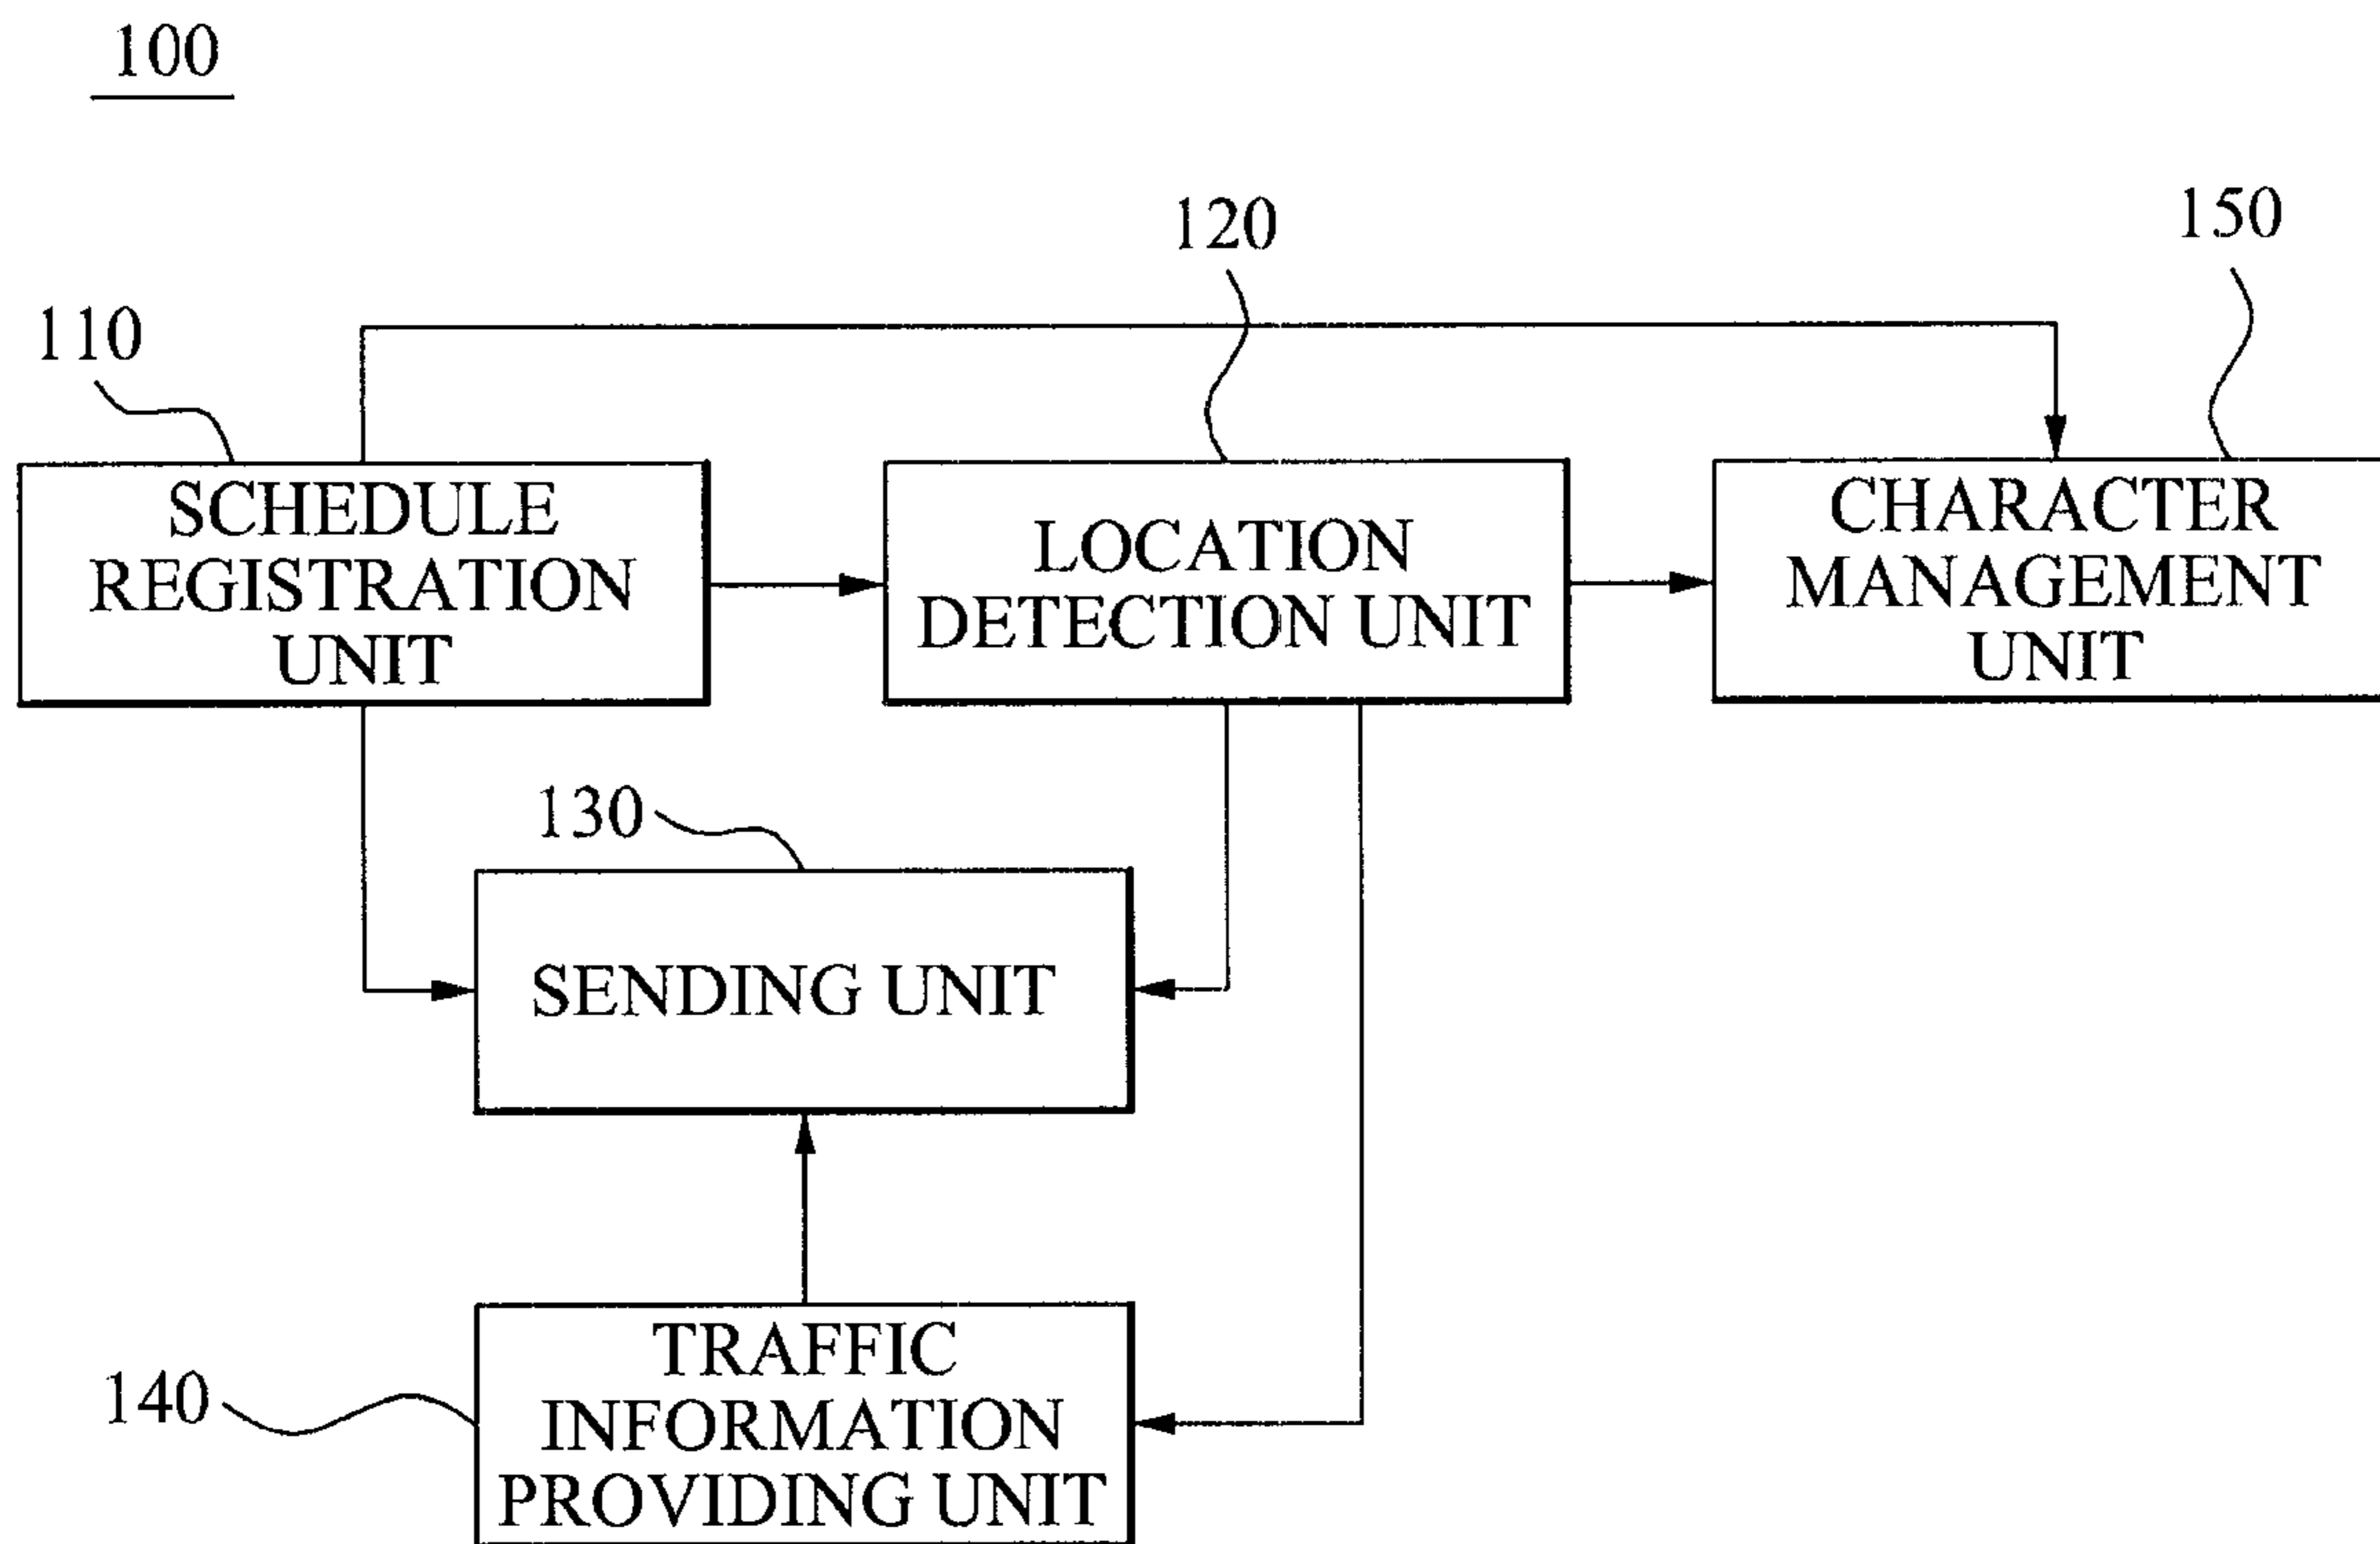 100
120
150
110
SCHEDULE
REGISTRATION
UNIT
LOCATION
DETECTION UNIT
CHARACTER
MANAGEMENT
UNIT
130
SENDING UNIT
140
TRAFFIC
INFORMATION
PROVIDING UNIT